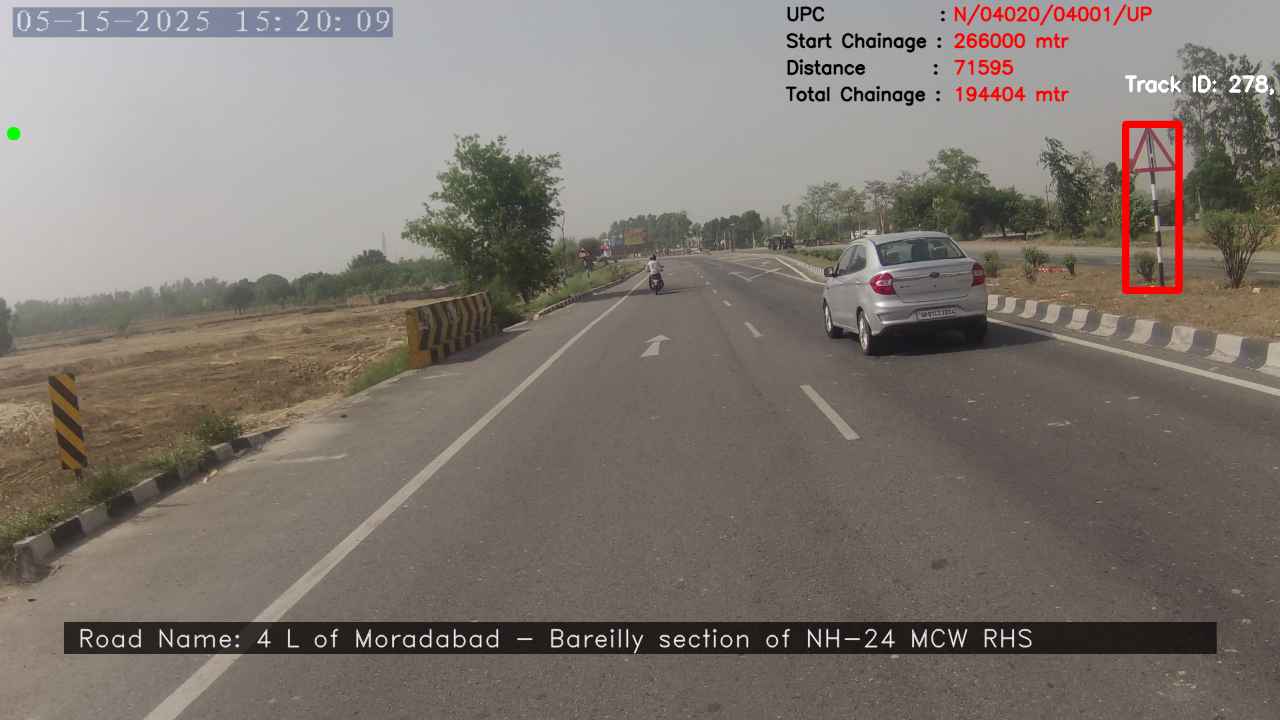 05-15-2025 15:20:09
UPC : N/04020/04001/UP
Start Chainage : 266000 mtr
Distance : 71595
Total Chainage : 194404 mtr
Track ID: 278,
Road Name: 4 L of Moradabad - Bareilly section of NH-24 MCW RHS